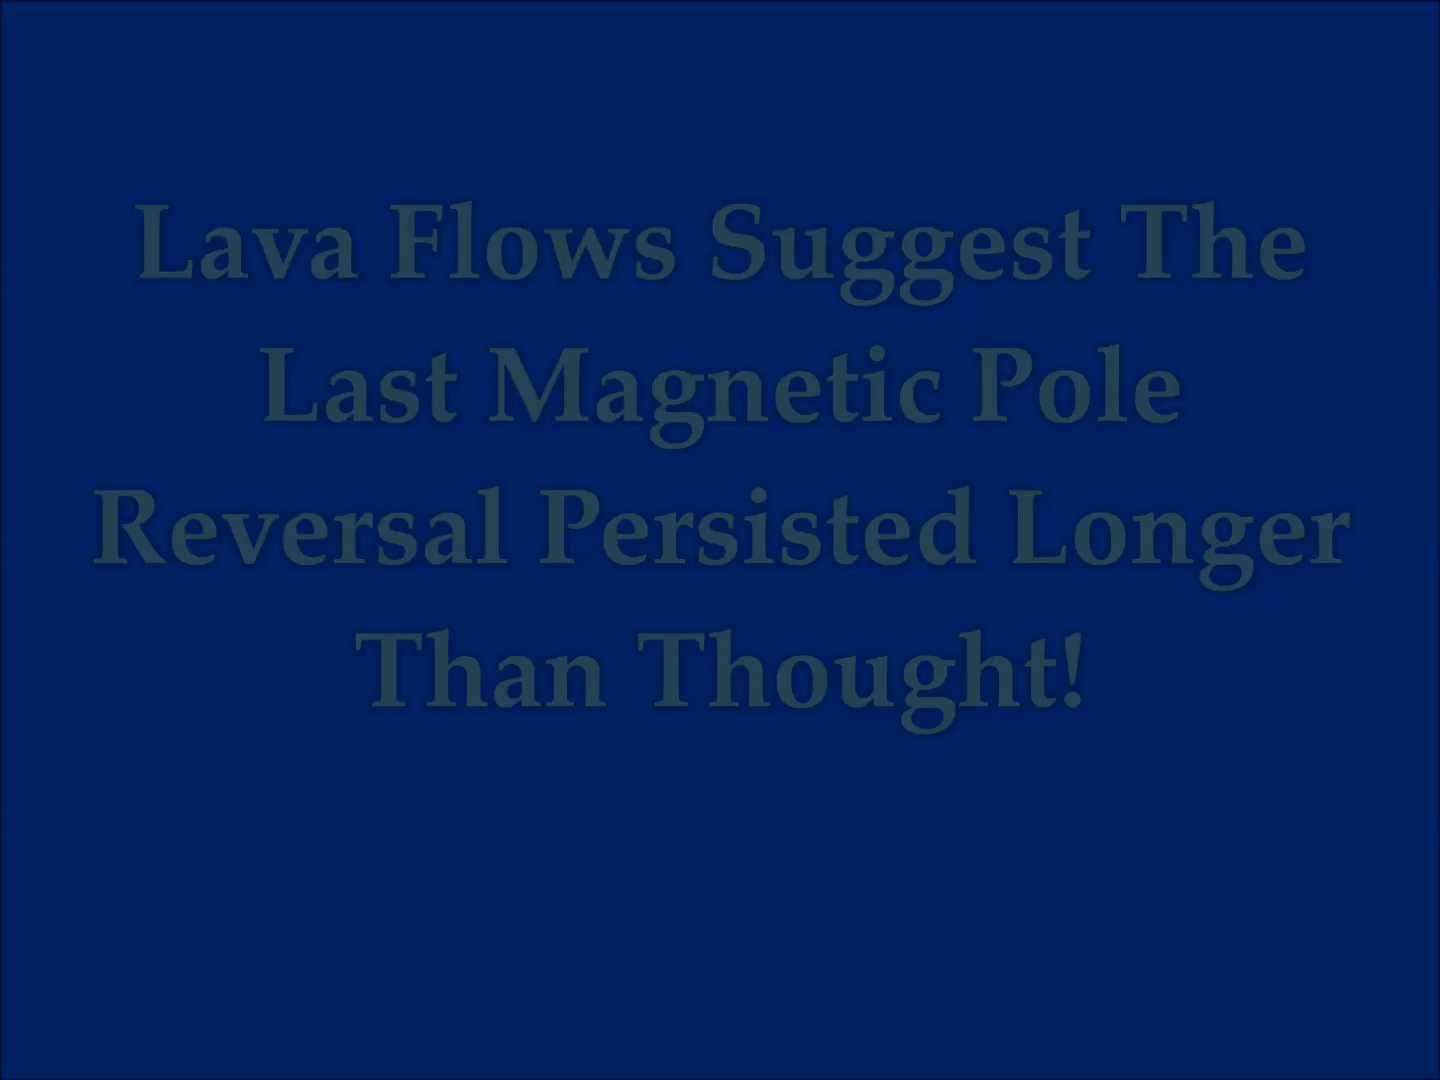 Lava Flows Suggest The
Last Magnetic Pole
Reversal Persisted Longer
Than Thought!